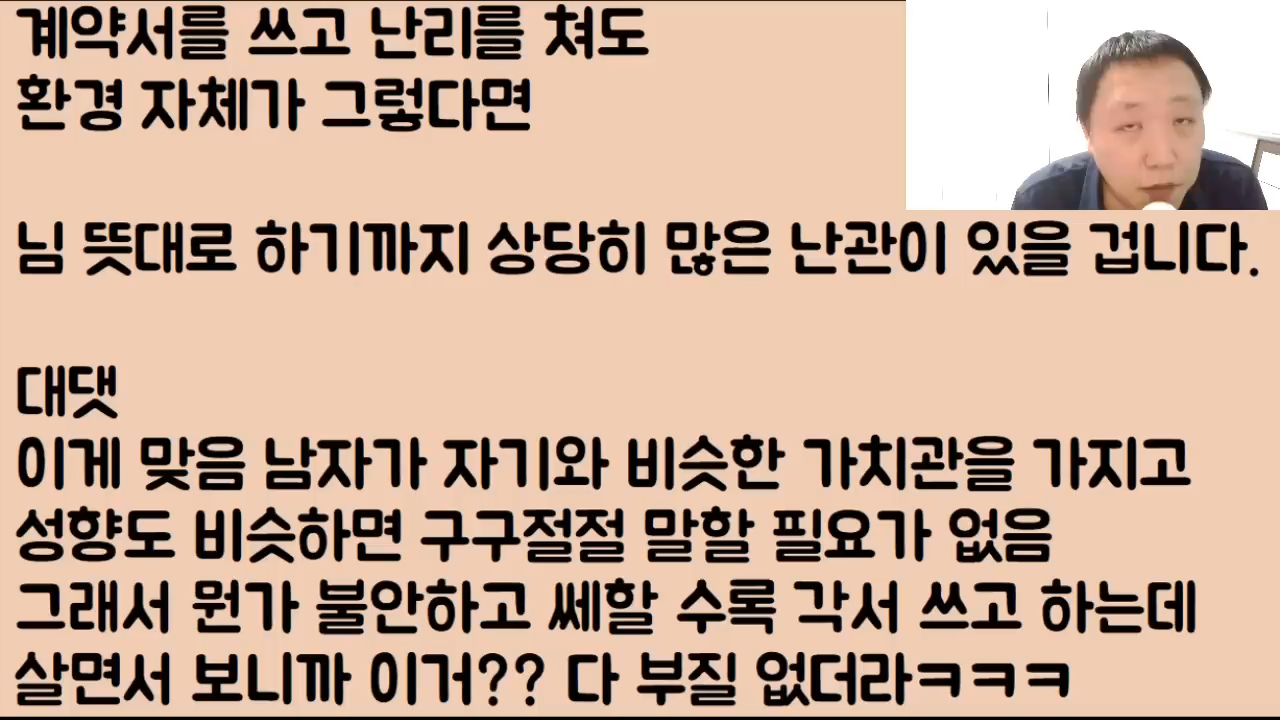 계약서를 쓰고 난리를 쳐도
환경 자체가 그렇다면
님 뜻대로 하기까지 상당히 많은 난관이 있을 겁니다.
대댓
이게 맞음 남자가 자기와 비슷한 가치관을 가지고
성향도 비슷하면 구구절절 말할 필요가 없음
그래서 뭔가 불안하고 쎄할 수록 각서 쓰고 하는데
살면서 보니까 이거?? 다 부질 없더라ㅋㅋㅋ